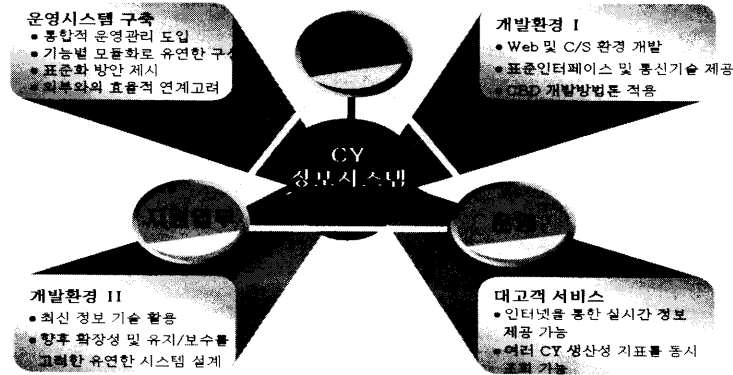 운영시스템 구축
• 통합적 운영관리 도입
• 기능별 모듈화로 유연한 구성
• 표준화 방안 제시
• 외부와의 효율적 연계고려
개발환경 I
• Web 및 C/S 환경 개발
• 표준인터페이스 및 통신기술 제공
• CBD 개발방법론 적용
CY
정보시스템
지원업무
개발환경 II
• 최신 정보 기술 활용
• 향후 확장성 및 유지/보수를
고려한 유연한 시스템 설계
대고객 서비스
• 인터넷을 통한 실시간 정보
제공 가능
• 여러 CY 생산성 지표를 동시
조회 가능